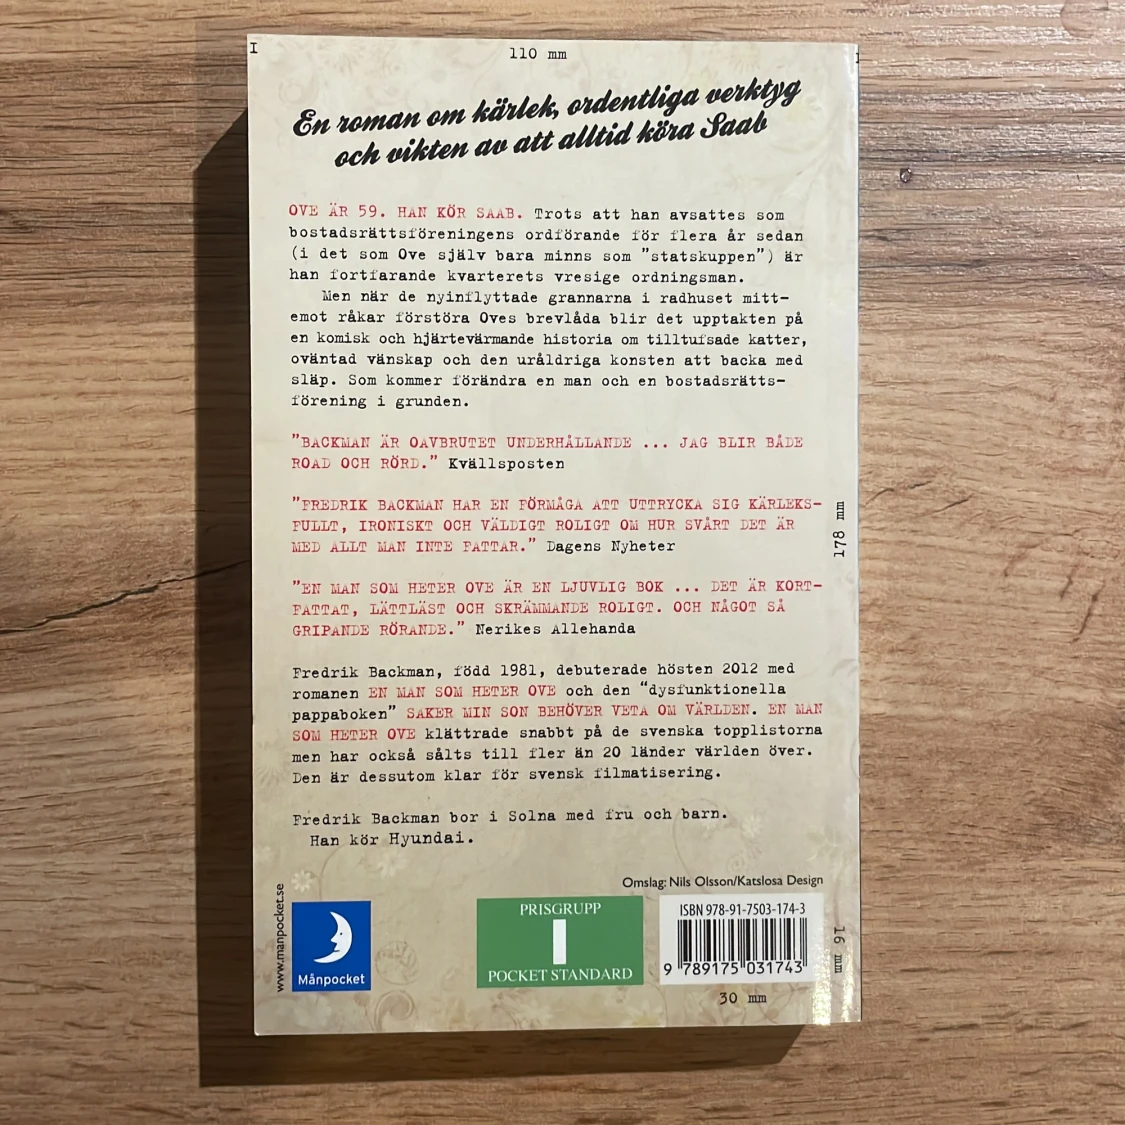 110 mm
En roman om kärlek, ordentliga verktyg
och vikten av att alltid köra Saab
OVE ÄR 59. HAN KÖR SAAB. Trots att han avsattes som
bostadsrättsföreningens ordförande för flera år sedan
(i det som Ove själv bara minns som ”statskuppen”) är
han fortfarande kvarterets vresige ordningsman.
Men när de nyinflyttade grannarna i radhuset mitt-
emot råkar förstöra Oves brevlåda blir det upptakten på
en komisk och hjärtevärmande historia om tilltufsade katter,
oväntad vänskap och den uråldriga konsten att backa med
släp. Som kommer förändra en man och en bostadsrätts-
förening i grunden.
”BACKMAN ÄR OAVBRUTET UNDERHÅLLANDE ... JAG BLIR BÅDE
ROAD OCH RÖRD.” Kvällsposten
”FREDRIK BACKMAN HAR EN FÖRMÅGA ATT UTTRYCKA SIG KÄRLEKS-
FULLT, IRONISKT OCH VÄLDIGT ROLIGT OM HUR SVÅRT DET ÄR
MED ALLT MAN INTE FATTAR.” Dagens Nyheter
178 mm
”EN MAN SOM HETER OVE ÄR EN LJUVLIG BOK ... DET ÄR KORT-
FATTAT, LÄTTLÄST OCH SKRÄMMANDE ROLIGT. OCH NÅGOT SÅ
GRIPANDE RÖRANDE.” Nerikes Allehanda
Fredrik Backman, född 1981, debuterade hösten 2012 med
romanen EN MAN SOM HETER OVE och den “dysfunktionella
pappaboken” SAKER MIN SON BEHÖVER VETA OM VÄRLDEN. EN MAN
SOM HETER OVE klättrade snabbt på de svenska topplistorna
men har också sålts till fler än 20 länder världen över.
Den är dessutom klar för svensk filmatisering.
Fredrik Backman bor i Solna med fru och barn.
Han kör Hyundai.
Omslag: Nils Olsson/Katslosa Design
www.manpocket.se
Månpocket
PRISGRUPP
I
POCKET STANDARD
ISBN 978-91-7503-174-3
9 789175 031743
16 mm
30 mm